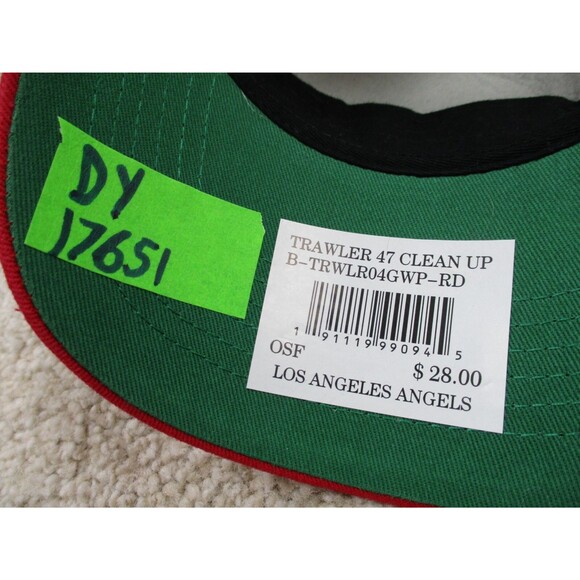 DY
17651
TRAWLER 47 CLEAN UP
B-TRWLR04GWP-RD
1 91119 99094 5
OSF
$ 28.00
LOS ANGELES ANGELS